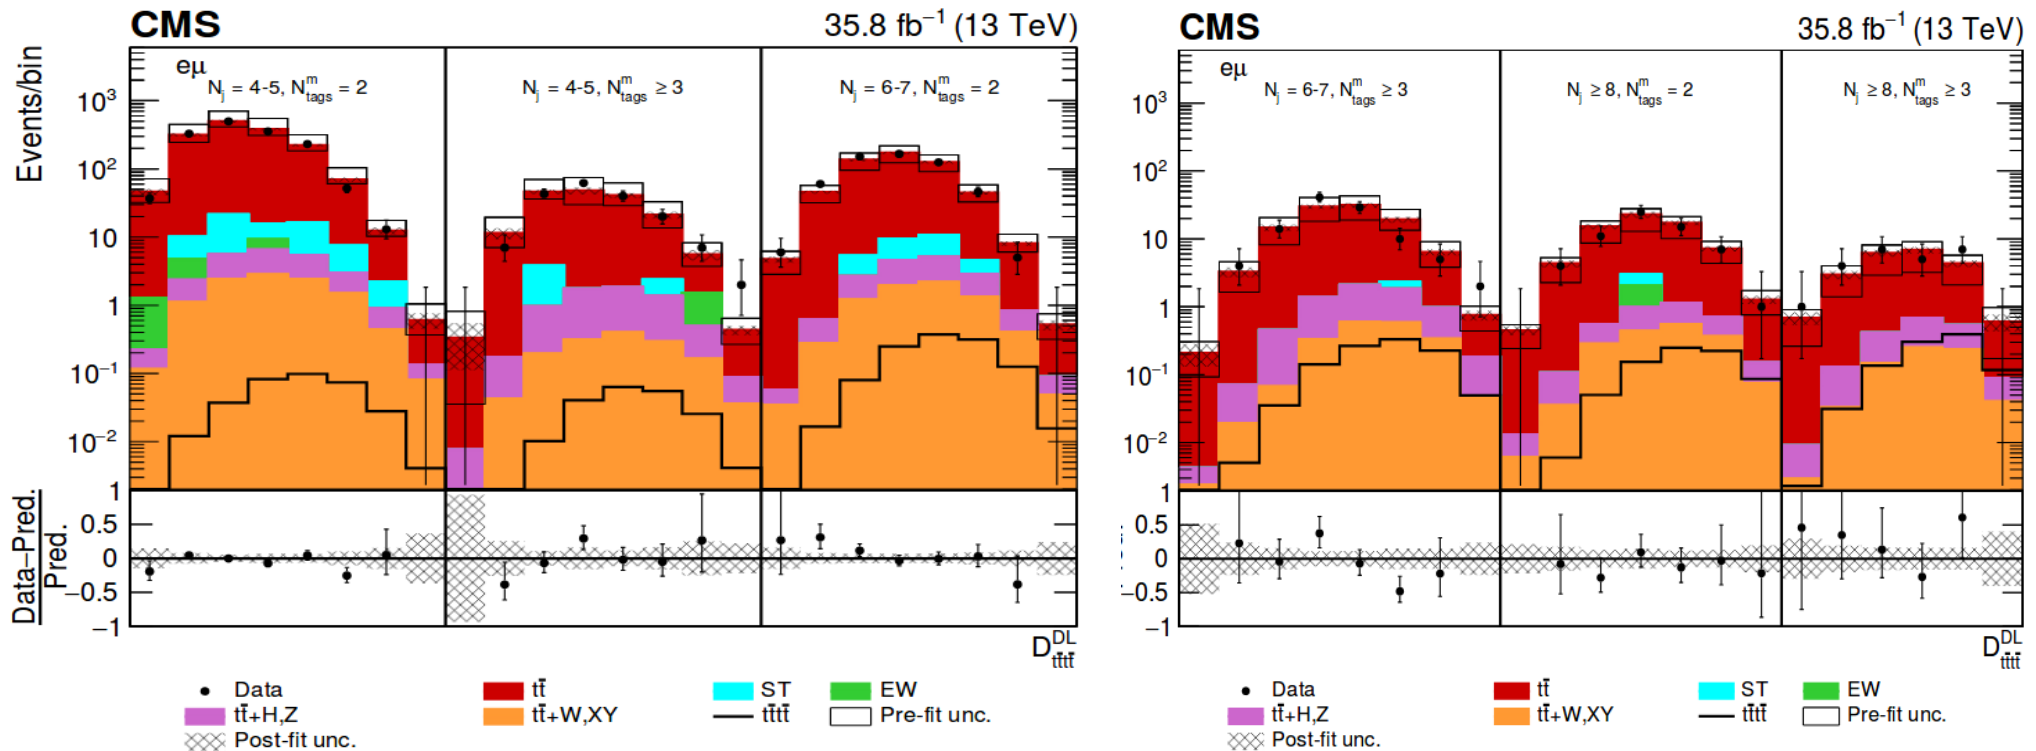 CMS 35.8 fb⁻¹ (13 TeV)
Events/bin
eμ
Nⱼ = 4-5, Nᵐtags = 2
Nⱼ = 4-5, Nᵐtags ≥ 3
Nⱼ = 6-7, Nᵐtags = 2
10³
10²
10
1
10⁻¹
10⁻²
Data–Pred.
Pred.
1
0.5
0
−0.5
−1
D^DL_tt̄tt̄
Data
tt̄
ST
EW
tt̄+H,Z
tt̄+W,XY
tt̄tt̄
Pre-fit unc.
Post-fit unc.
CMS 35.8 fb⁻¹ (13 TeV)
eμ
Nⱼ = 6-7, Nᵐtags ≥ 3
Nⱼ ≥ 8, Nᵐtags = 2
Nⱼ ≥ 8, Nᵐtags ≥ 3
10³
10²
10
1
10⁻¹
10⁻²
1
0.5
0
−0.5
−1
D^DL_tt̄tt̄
Data
tt̄
ST
EW
tt̄+H,Z
tt̄+W,XY
tt̄tt̄
Pre-fit unc.
Post-fit unc.